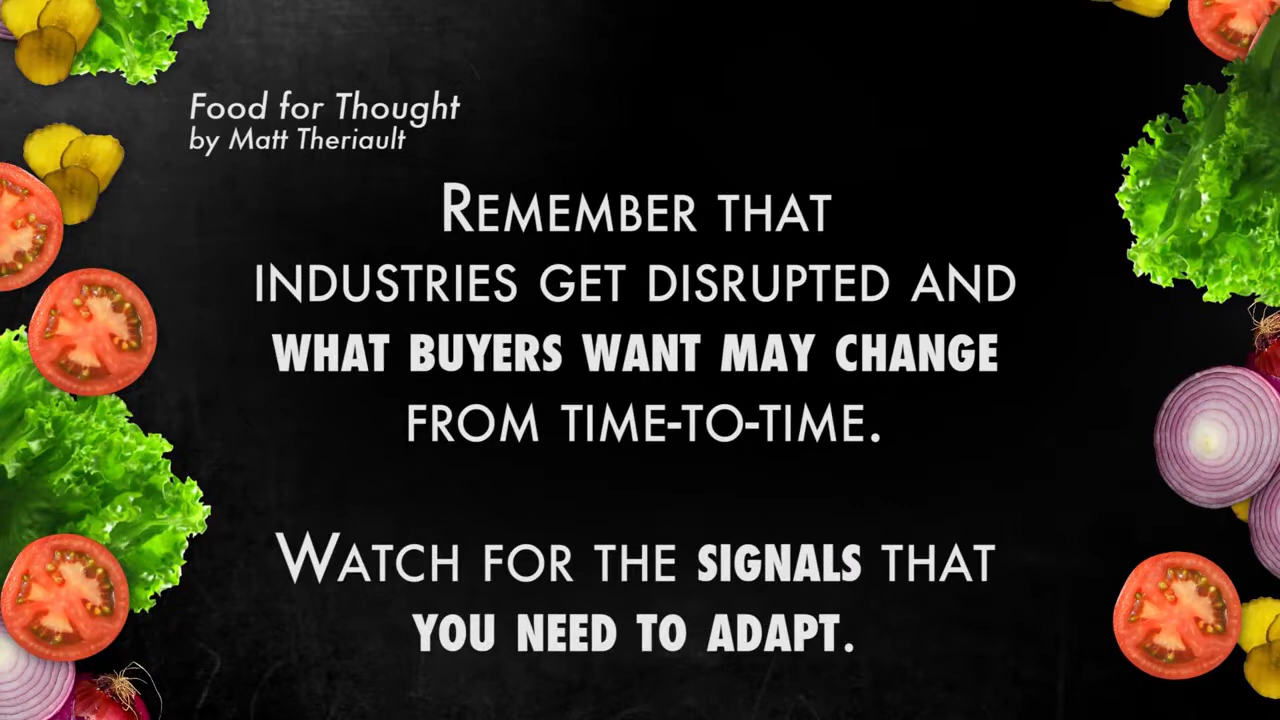 Food for Thought
by Matt Theriault
REMEMBER THAT
INDUSTRIES GET DISRUPTED AND
WHAT BUYERS WANT MAY CHANGE
FROM TIME-TO-TIME.
WATCH FOR THE SIGNALS THAT
YOU NEED TO ADAPT.